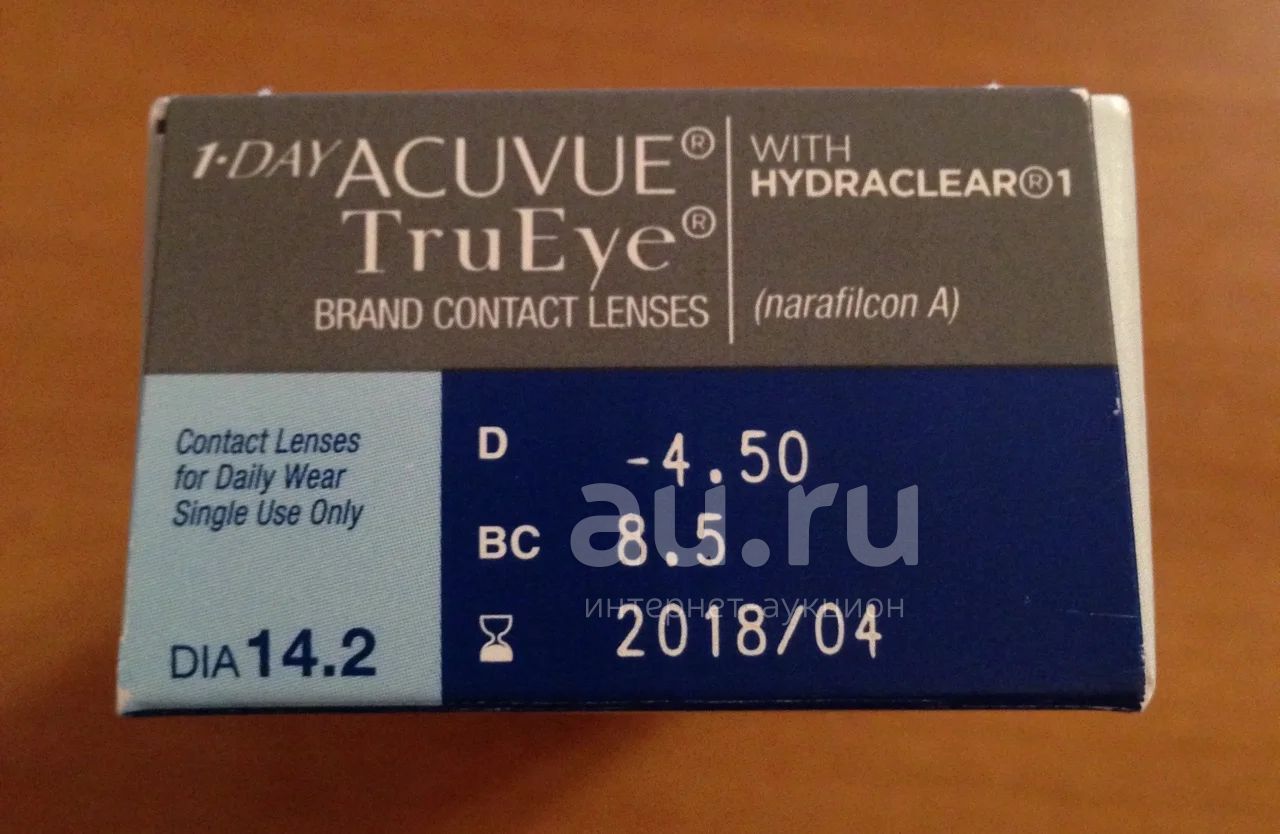 1·DAY ACUVUE®
TruEye®
BRAND CONTACT LENSES
WITH
HYDRACLEAR®1
(narafilcon A)
Contact Lenses
for Daily Wear
Single Use Only
DIA 14.2
D -4.50
BC 8.5
2018/04
au.ru
интернет аукцион